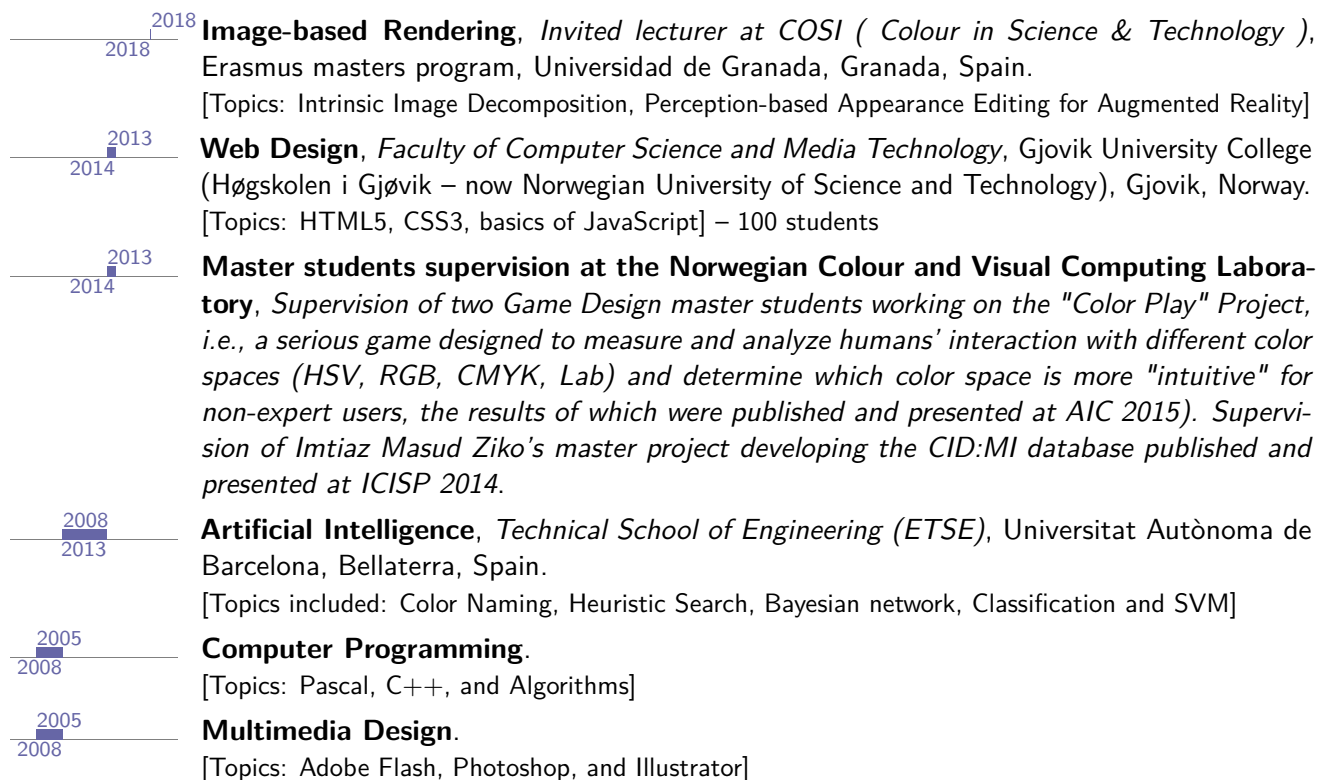 2018
2018
Image-based Rendering, Invited lecturer at COSI ( Colour in Science & Technology ),
Erasmus masters program, Universidad de Granada, Granada, Spain.
[Topics: Intrinsic Image Decomposition, Perception-based Appearance Editing for Augmented Reality]
2013
2014
Web Design, Faculty of Computer Science and Media Technology, Gjovik University College
(Høgskolen i Gjøvik – now Norwegian University of Science and Technology), Gjovik, Norway.
[Topics: HTML5, CSS3, basics of JavaScript] – 100 students
2013
2014
Master students supervision at the Norwegian Colour and Visual Computing Labora-
tory, Supervision of two Game Design master students working on the "Color Play" Project,
i.e., a serious game designed to measure and analyze humans’ interaction with different color
spaces (HSV, RGB, CMYK, Lab) and determine which color space is more "intuitive" for
non-expert users, the results of which were published and presented at AIC 2015). Supervi-
sion of Imtiaz Masud Ziko’s master project developing the CID:MI database published and
presented at ICISP 2014.
2008
2013
Artificial Intelligence, Technical School of Engineering (ETSE), Universitat Autònoma de
Barcelona, Bellaterra, Spain.
[Topics included: Color Naming, Heuristic Search, Bayesian network, Classification and SVM]
2005
2008
Computer Programming.
[Topics: Pascal, C++, and Algorithms]
2005
2008
Multimedia Design.
[Topics: Adobe Flash, Photoshop, and Illustrator]